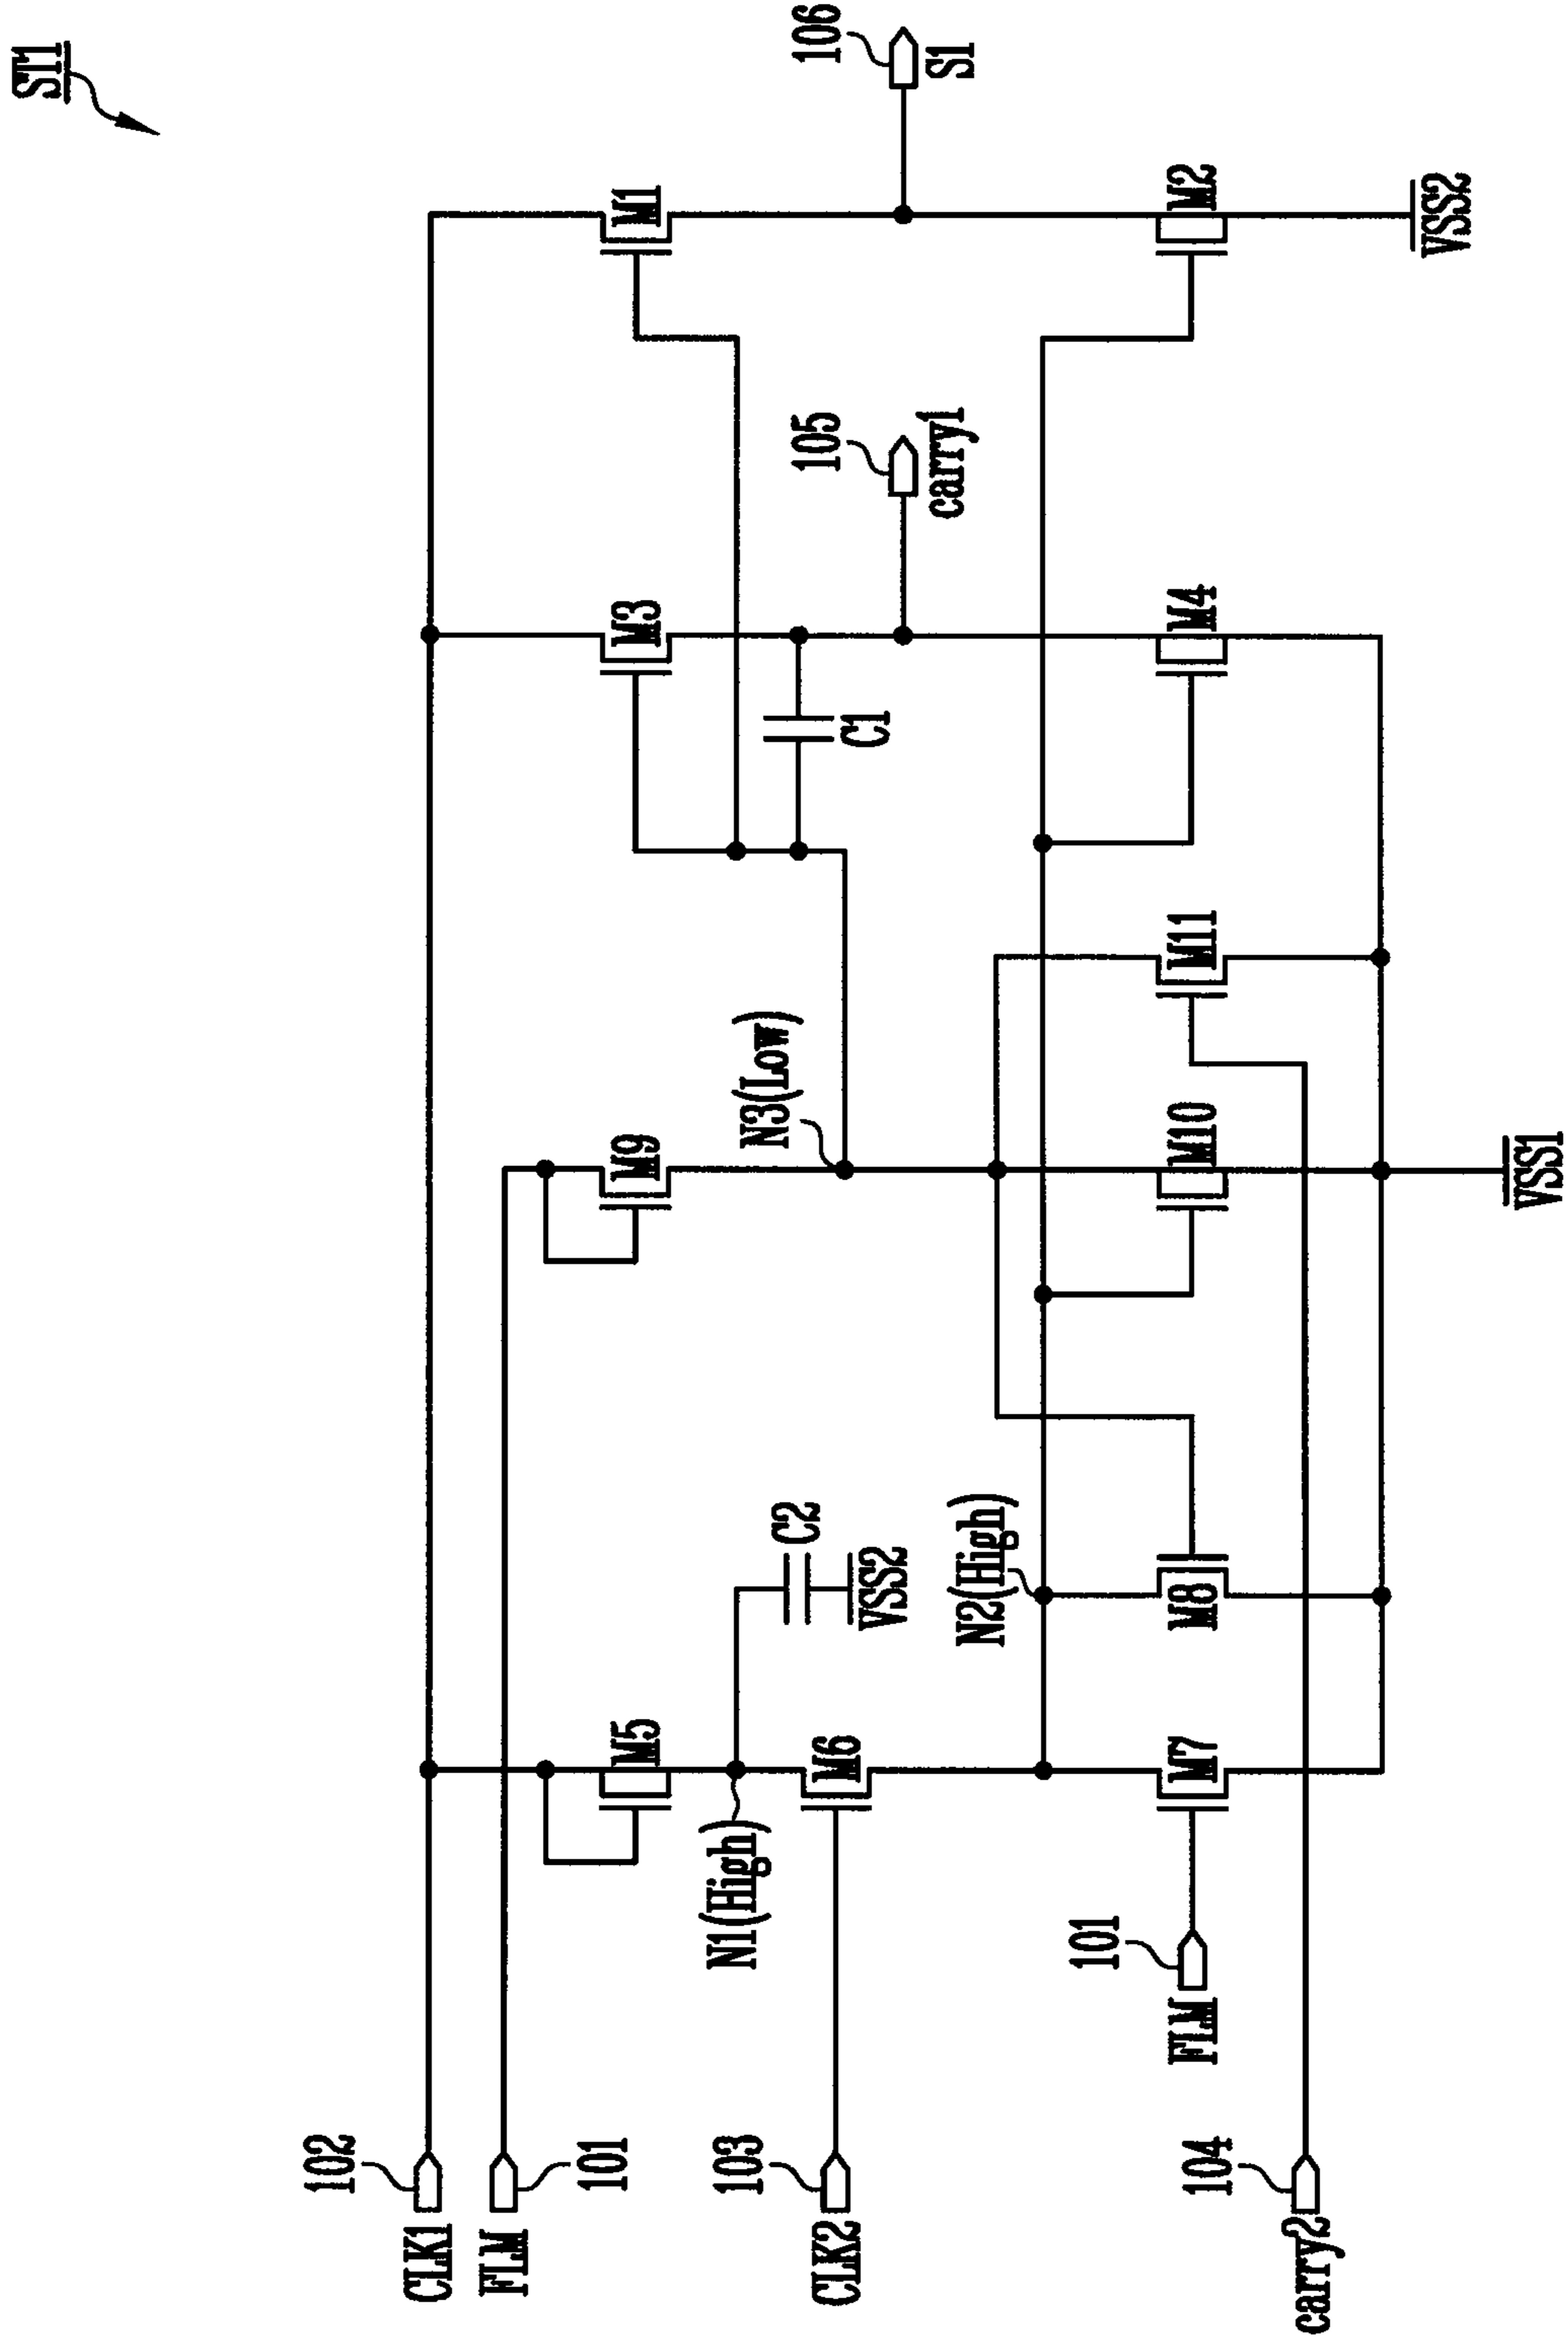 ST1
102
CLK1
101
FLM
103
CLK2
101
FLM
104
carry2
M5
N1(High)
C2
VSS2
M6
M7
N2(High)
M8
M9
N3(Low)
M10
M11
VSS1
M3
C1
105
carry1
M4
M1
106
S1
M2
VSS2